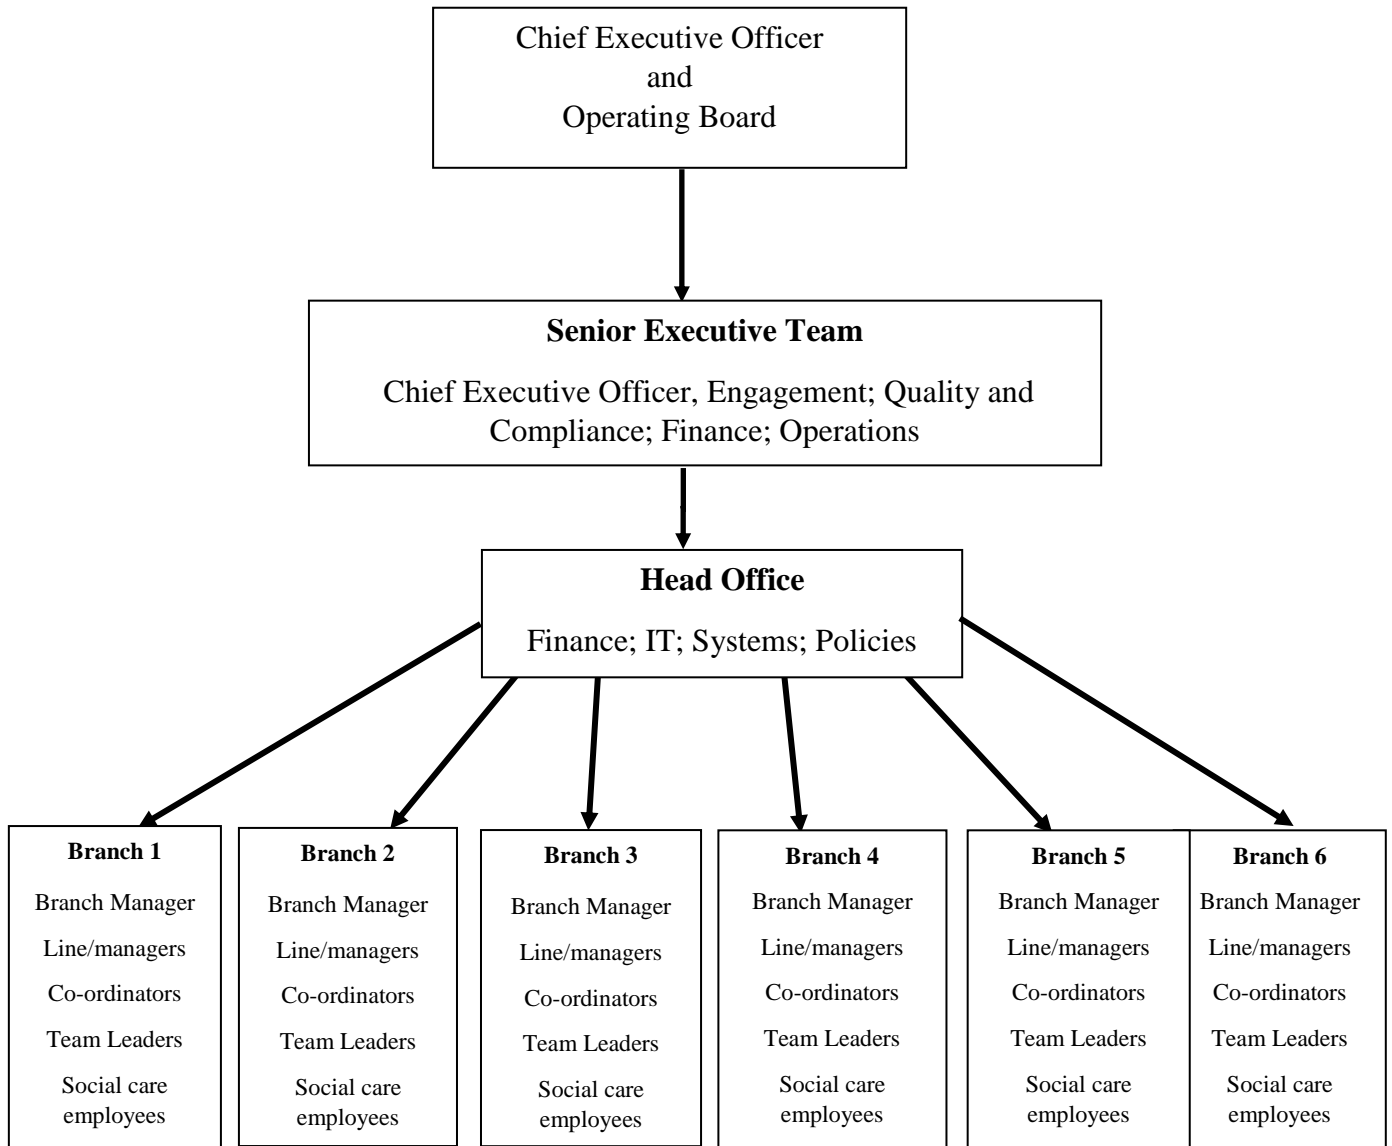 Chief Executive Officer
and
Operating Board
Senior Executive Team
Chief Executive Officer, Engagement; Quality and
Compliance; Finance; Operations
Head Office
Finance; IT; Systems; Policies
Branch 1
Branch Manager
Line/managers
Co-ordinators
Team Leaders
Social care
employees
Branch 2
Branch Manager
Line/managers
Co-ordinators
Team Leaders
Social care
employees
Branch 3
Branch Manager
Line/managers
Co-ordinators
Team Leaders
Social care
employees
Branch 4
Branch Manager
Line/managers
Co-ordinators
Team Leaders
Social care
employees
Branch 5
Branch Manager
Line/managers
Co-ordinators
Team Leaders
Social care
employees
Branch 6
Branch Manager
Line/managers
Co-ordinators
Team Leaders
Social care
employees